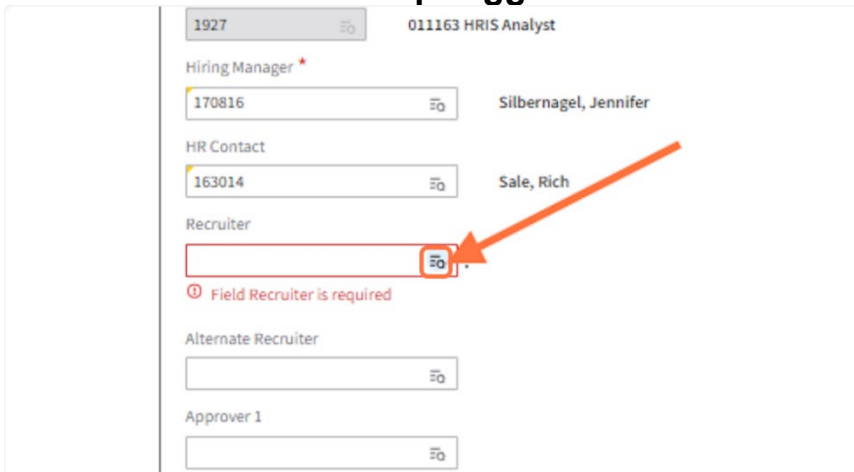 1927 011163 HRIS Analyst
Hiring Manager *
170816 Silbernagel, Jennifer
HR Contact
163014 Sale, Rich
Recruiter
Field Recruiter is required
Alternate Recruiter
Approver 1